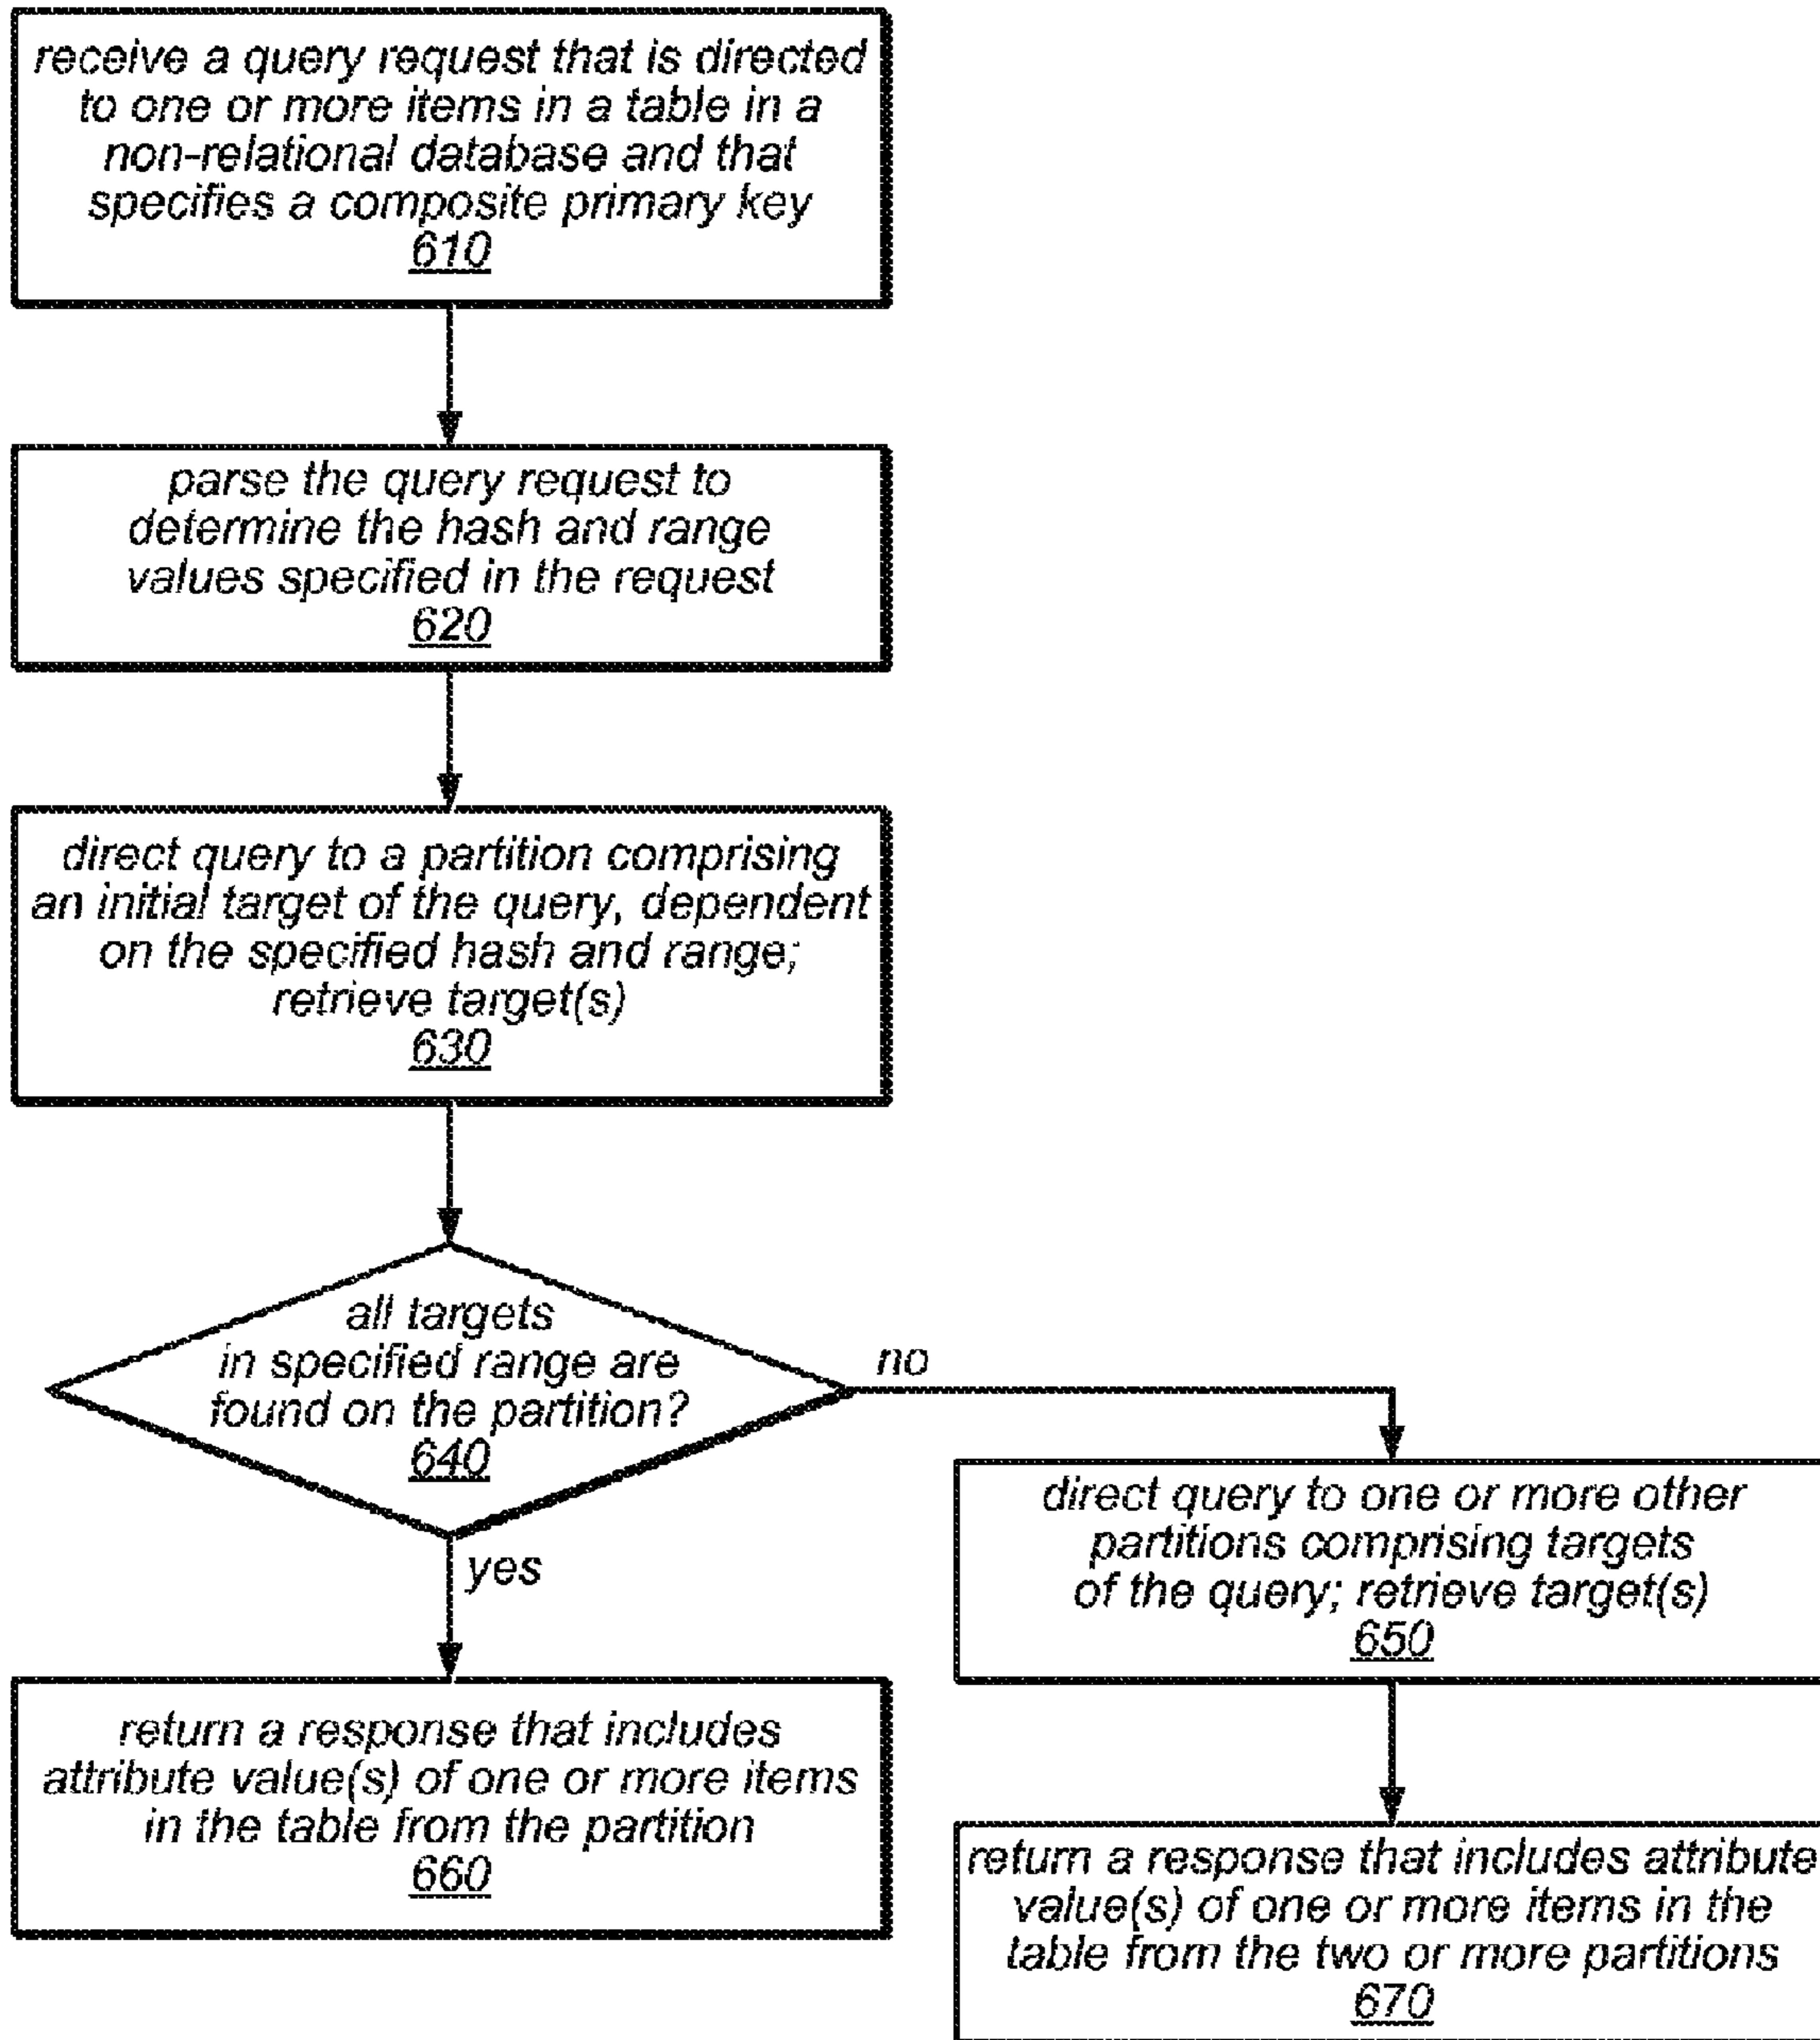 receive a query request that is directed
to one or more items in a table in a
non-relational database and that
specifies a composite primary key
610
parse the query request to
determine the hash and range
values specified in the request
620
direct query to a partition comprising
an initial target of the query, dependent
on the specified hash and range;
retrieve target(s)
630
all targets
in specified range are
found on the partition?
640
no
yes
direct query to one or more other
partitions comprising targets
of the query; retrieve target(s)
650
return a response that includes
attribute value(s) of one or more items
in the table from the partition
660
return a response that includes attribute
value(s) of one or more items in the
table from the two or more partitions
670